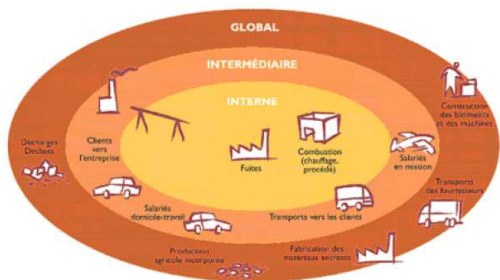 GLOBAL
INTERMÉDIAIRE
INTERNE
Construction
des bâtiments
et des machines
Décharges
Déchets
Clients
vers
l'entreprise
Fuites
Combustion
(chauffage,
procédé)
Salariés
en mission
Salariés
domicile-travail
Transports vers les clients
Transports
des fournisseurs
Production
agricole incorporée
Fabrication des
matériaux entrants